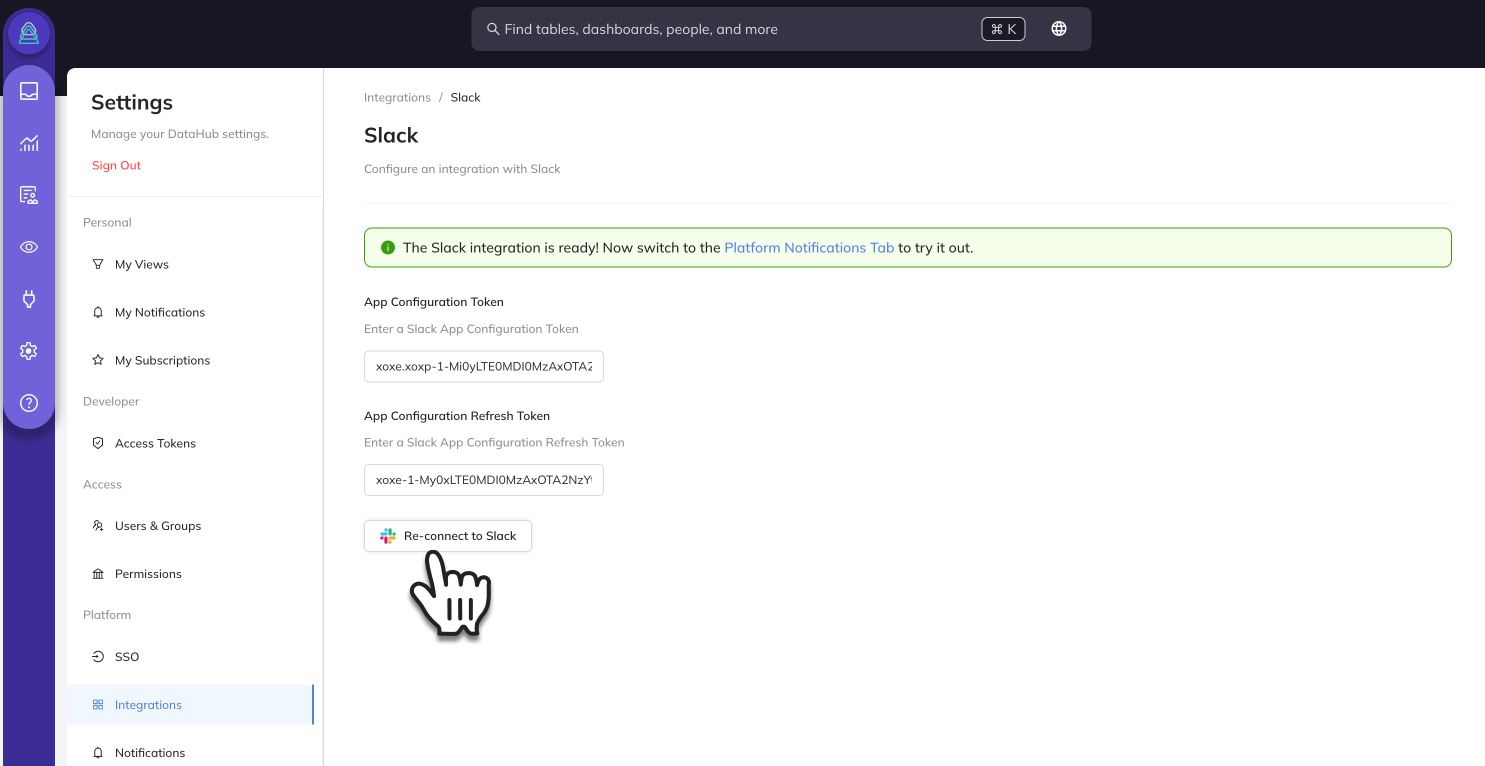 Find tables, dashboards, people, and more
⌘ K
Settings
Manage your DataHub settings.
Sign Out
Personal
My Views
My Notifications
My Subscriptions
Developer
Access Tokens
Access
Users & Groups
Permissions
Platform
SSO
Integrations
Notifications
Integrations / Slack
Slack
Configure an integration with Slack
The Slack integration is ready! Now switch to the Platform Notifications Tab to try it out.
App Configuration Token
Enter a Slack App Configuration Token
xoxe.xoxp-1-Mi0yLTE0MDI0MzAxOTA2
App Configuration Refresh Token
Enter a Slack App Configuration Refresh Token
xoxe-1-My0xLTE0MDI0MzAxOTA2NzY
Re-connect to Slack